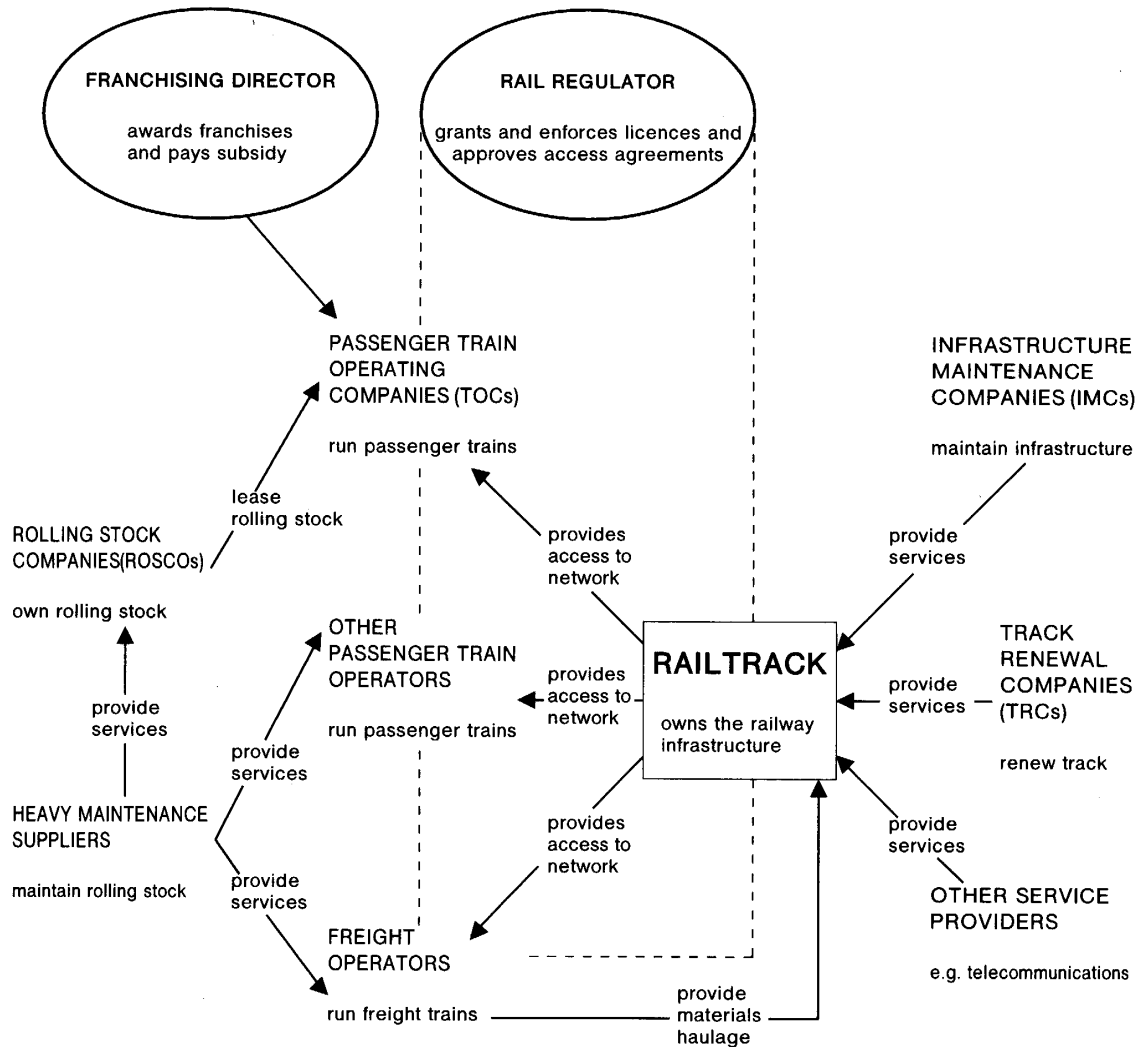 FRANCHISING DIRECTOR
awards franchises
and pays subsidy
RAIL REGULATOR
grants and enforces licences and
approves access agreements
PASSENGER TRAIN
OPERATING
COMPANIES (TOCs)
run passenger trains
INFRASTRUCTURE
MAINTENANCE
COMPANIES (IMCs)
maintain infrastructure
lease
rolling stock
ROLLING STOCK
COMPANIES(ROSCOs)
own rolling stock
provides
access to
network
provide
services
OTHER
PASSENGER TRAIN
OPERATORS
run passenger trains
provides
access to
network
RAILTRACK
owns the railway
infrastructure
provide
services
TRACK
RENEWAL
COMPANIES
(TRCs)
renew track
provide
services
provide
services
HEAVY MAINTENANCE
SUPPLIERS
maintain rolling stock
provide
services
provides
access to
network
provide
services
OTHER SERVICE
PROVIDERS
e.g. telecommunications
FREIGHT
OPERATORS
run freight trains
provide
materials
haulage